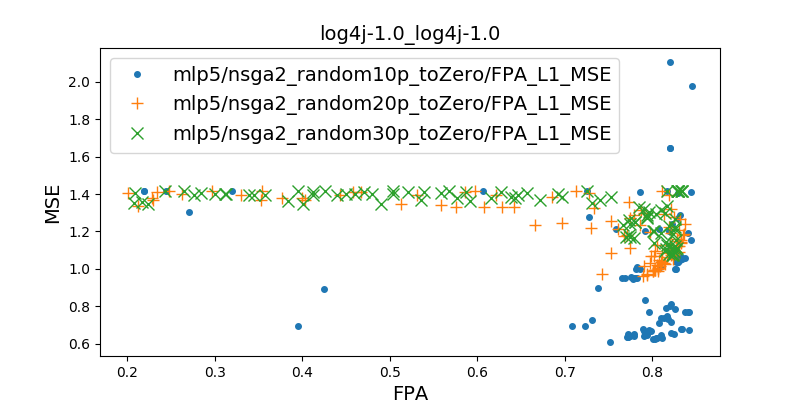 log4j-1.0_log4j-1.0
mlp5/nsga2_random10p_toZero/FPA_L1_MSE
mlp5/nsga2_random20p_toZero/FPA_L1_MSE
mlp5/nsga2_random30p_toZero/FPA_L1_MSE
MSE
2.0
1.8
1.6
1.4
1.2
1.0
0.8
0.6
0.2 0.3 0.4 0.5 0.6 0.7 0.8
FPA